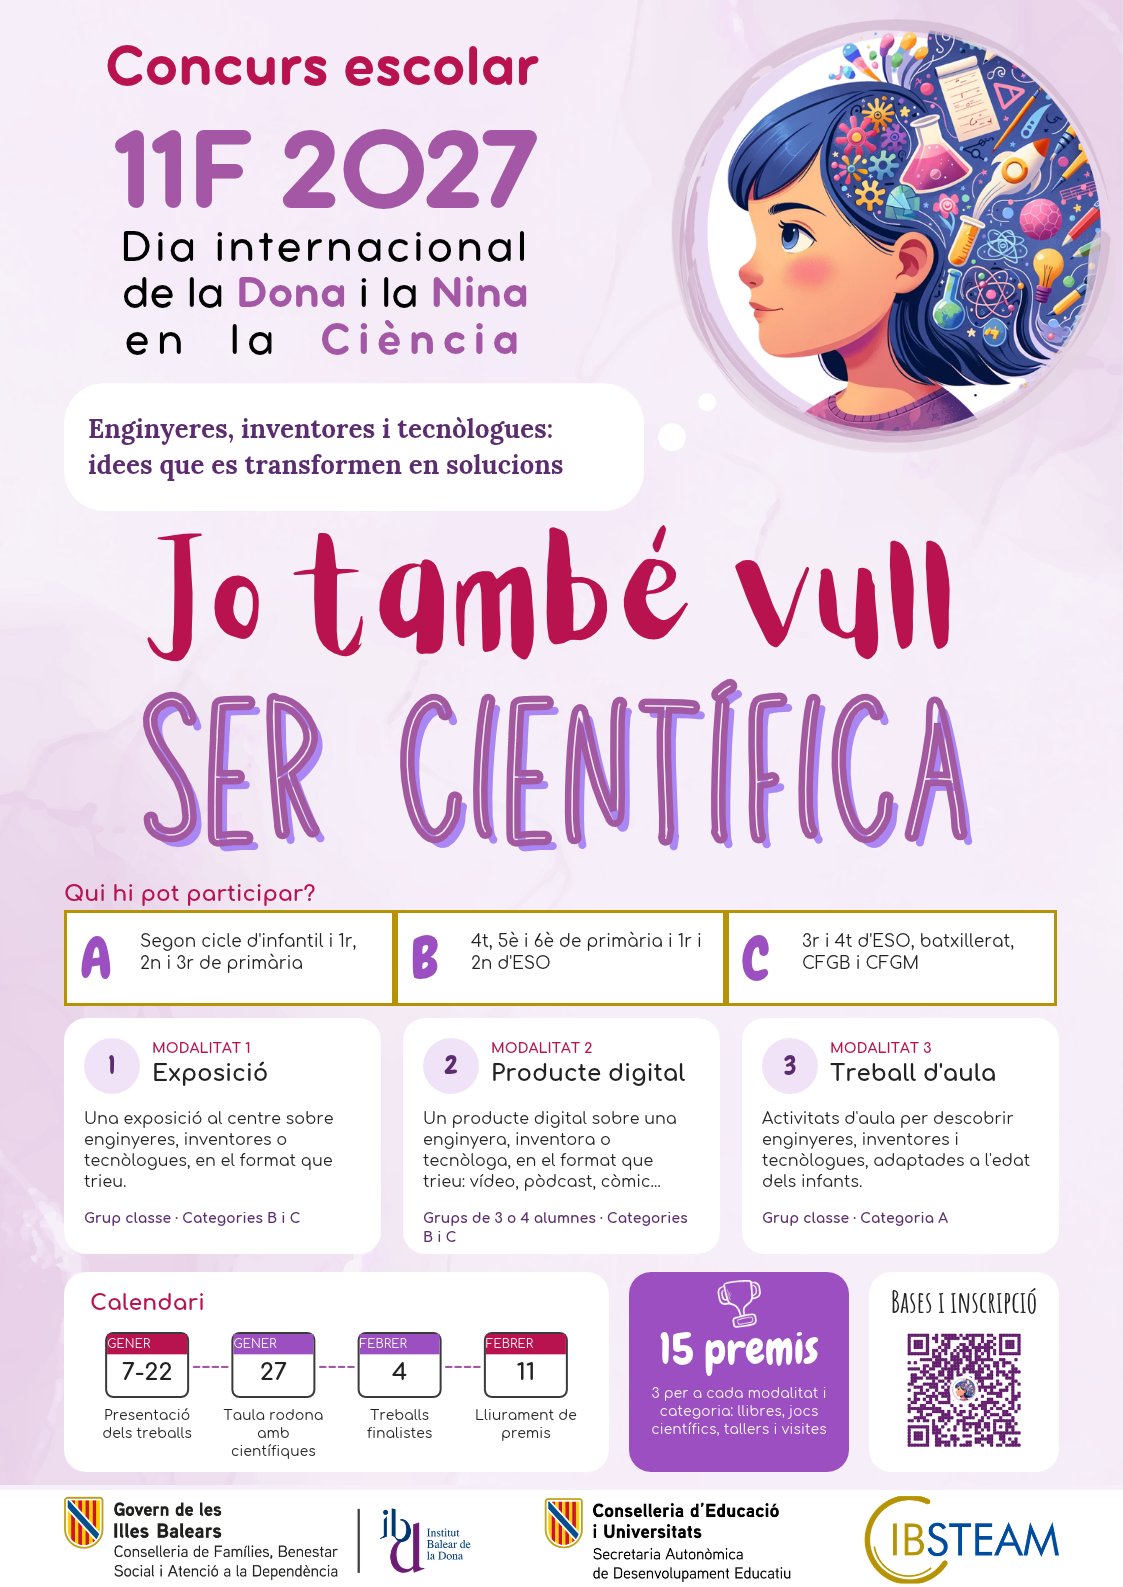 Concurs escolar
11F 2027
Dia internacional
de la Dona i la Nina
en la Ciència
Enginyeres, inventores i tecnòlogues:
idees que es transformen en solucions
Jo també vull
SER CIENTÍFICA
Qui hi pot participar?
A
Segon cicle d'infantil i 1r,
2n i 3r de primària
B
4t, 5è i 6è de primària i 1r i
2n d'ESO
C
3r i 4t d'ESO, batxillerat,
CFGB i CFGM
1
MODALITAT 1
Exposició
Una exposició al centre sobre
enginyeres, inventores o
tecnòlogues, en el format que
trieu.
Grup classe · Categories B i C
2
MODALITAT 2
Producte digital
Un producte digital sobre una
enginyera, inventora o
tecnòloga, en el format que
trieu: vídeo, pòdcast, còmic...
Grups de 3 o 4 alumnes · Categories
B i C
3
MODALITAT 3
Treball d'aula
Activitats d'aula per descobrir
enginyeres, inventores i
tecnòlogues, adaptades a l'edat
dels infants.
Grup classe · Categoria A
Calendari
GENER
7-22
Presentació
dels treballs
GENER
27
Taula rodona
amb
científiques
FEBRER
4
Treballs
finalistes
FEBRER
11
Lliurament de
premis
15 premis
3 per a cada modalitat i
categoria: llibres, jocs
científics, tallers i visites
Bases i inscripció
Govern de les
Illes Balears
Conselleria de Famílies, Benestar
Social i Atenció a la Dependència
ibd
Institut
Balear de
la Dona
Conselleria d'Educació
i Universitats
Secretaria Autonòmica
de Desenvolupament Educatiu
IBSTEAM